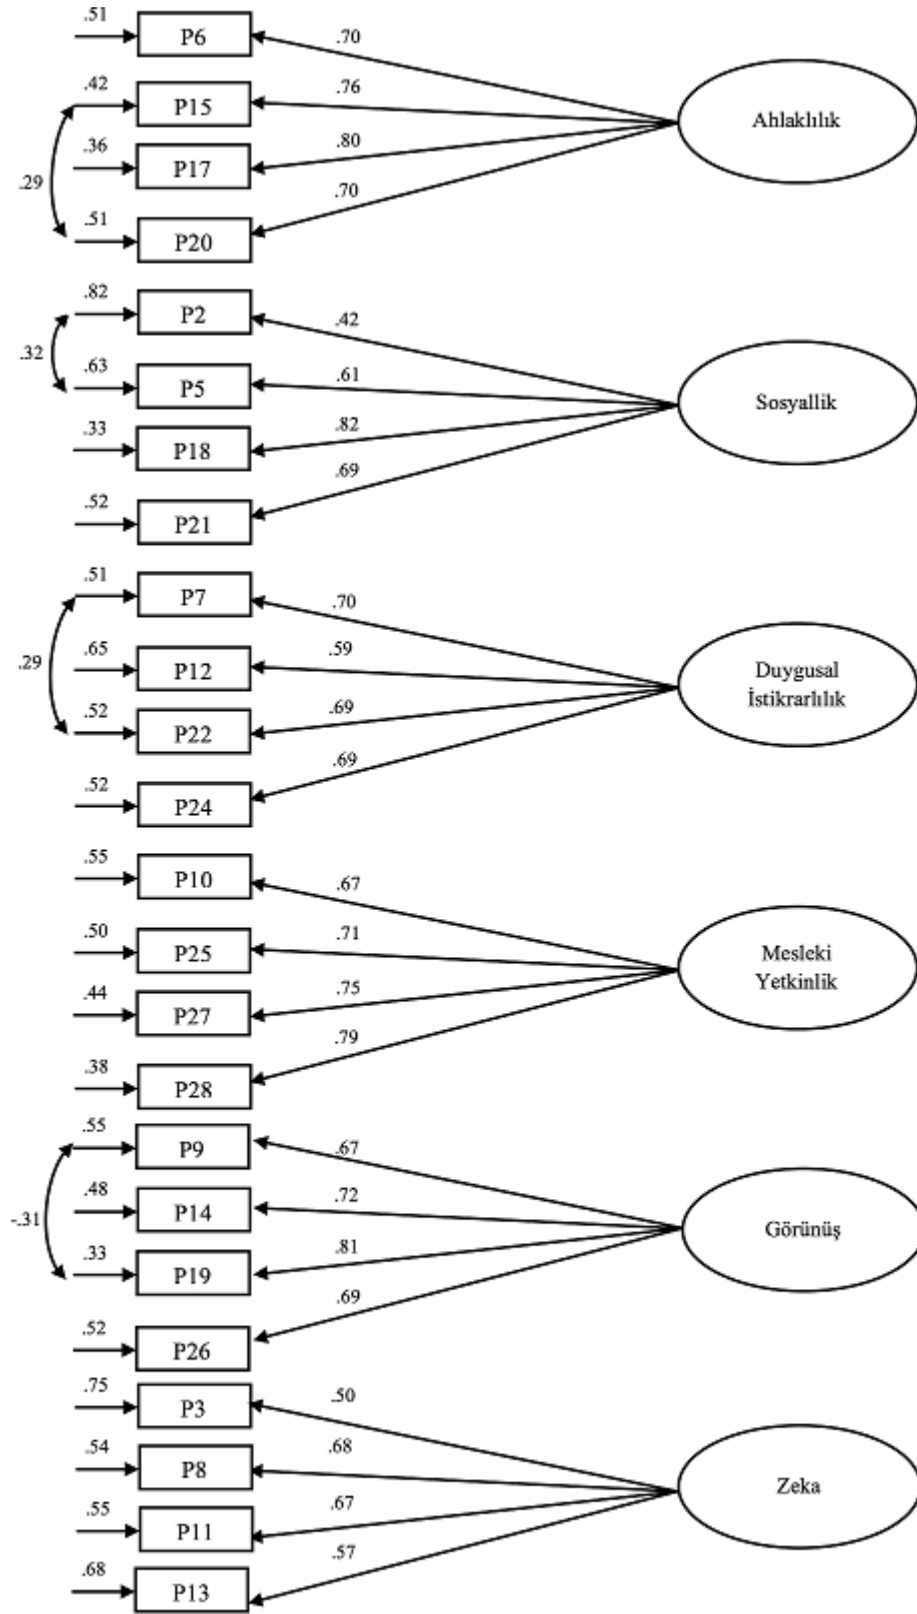 .51
P6
.70
.42
P15
.76
Ahlaklılık
.36
P17
.80
.29
.51
P20
.70
.82
P2
.42
.32
.63
P5
.61
Sosyallik
.33
P18
.82
.52
P21
.69
.51
P7
.70
.29
.65
P12
.59
Duygusal
İstikrarlılık
.52
P22
.69
.52
P24
.69
.55
P10
.67
.50
P25
.71
Mesleki
Yetkinlik
.44
P27
.75
.38
P28
.79
.55
P9
.67
.48
P14
.72
-.31
Görünüş
.33
P19
.81
.52
P26
.69
.75
P3
.50
.54
P8
.68
Zeka
.55
P11
.67
.68
P13
.57